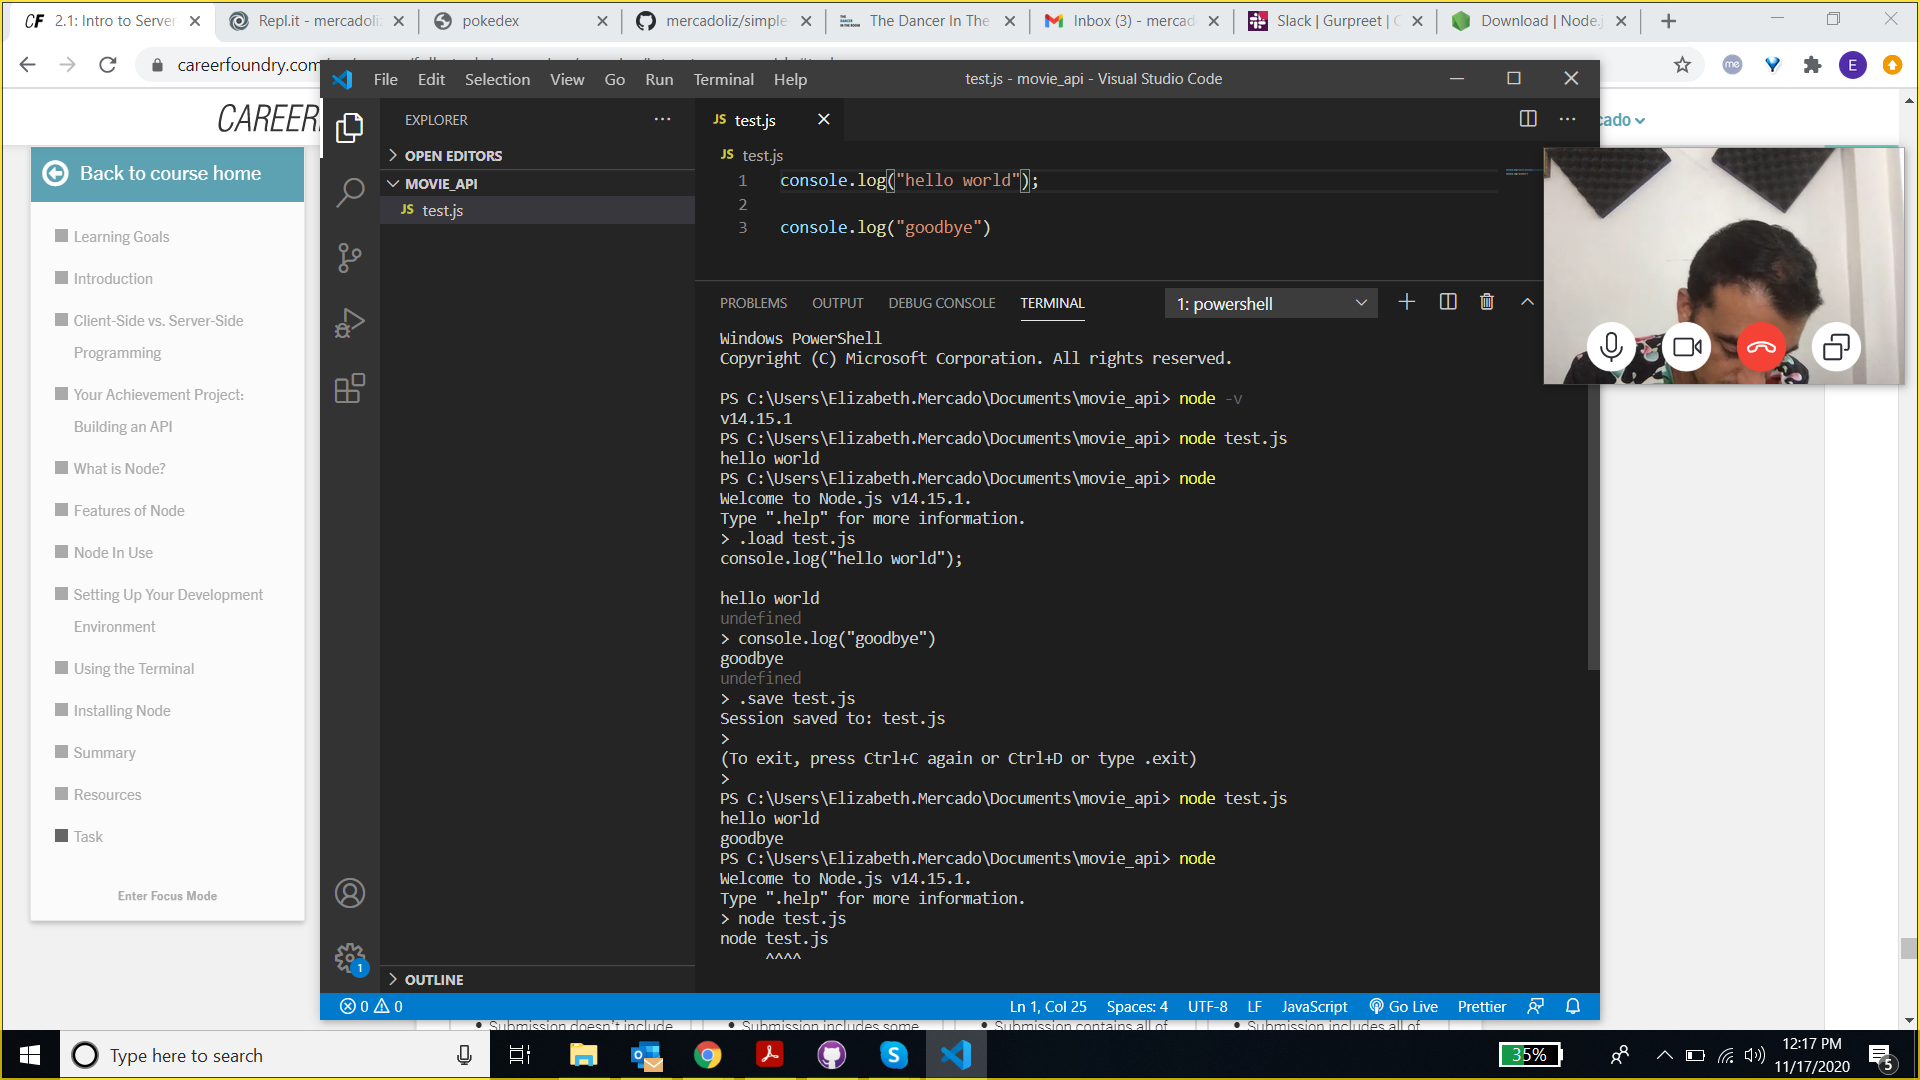 CF 2.1: Intro to Server
Repl.it - mercadoliz
pokedex
mercadoliz/simple
THE DANCER IN THE ROOM The Dancer In The
Inbox (3) - mercad
Slack | Gurpreet | C
Download | Node.j
careerfoundry.com
me
E
File Edit Selection View Go Run Terminal Help
test.js - movie_api - Visual Studio Code
CAREER
cado
Back to course home
Learning Goals
Introduction
Client-Side vs. Server-Side
Programming
Your Achievement Project:
Building an API
What is Node?
Features of Node
Node In Use
Setting Up Your Development
Environment
Using the Terminal
Installing Node
Summary
Resources
Task
Enter Focus Mode
EXPLORER
OPEN EDITORS
MOVIE_API
JS test.js
OUTLINE
1
JS test.js
JS test.js
1 console.log("hello world");
2
3 console.log("goodbye")
PROBLEMS OUTPUT DEBUG CONSOLE TERMINAL
1: powershell
Windows PowerShell
Copyright (C) Microsoft Corporation. All rights reserved.
PS C:\Users\Elizabeth.Mercado\Documents\movie_api> node -v
v14.15.1
PS C:\Users\Elizabeth.Mercado\Documents\movie_api> node test.js
hello world
PS C:\Users\Elizabeth.Mercado\Documents\movie_api> node
Welcome to Node.js v14.15.1.
Type ".help" for more information.
> .load test.js
console.log("hello world");
hello world
undefined
> console.log("goodbye")
goodbye
undefined
> .save test.js
Session saved to: test.js
>
(To exit, press Ctrl+C again or Ctrl+D or type .exit)
>
PS C:\Users\Elizabeth.Mercado\Documents\movie_api> node test.js
hello world
goodbye
PS C:\Users\Elizabeth.Mercado\Documents\movie_api> node
Welcome to Node.js v14.15.1.
Type ".help" for more information.
> node test.js
node test.js
^^^^
0 0
Ln 1, Col 25 Spaces: 4 UTF-8 LF JavaScript Go Live Prettier
• Submission doesn't include
• Submission includes some
• Submission contains all of
• Submission includes all of
Type here to search
35%
12:17 PM
11/17/2020
5